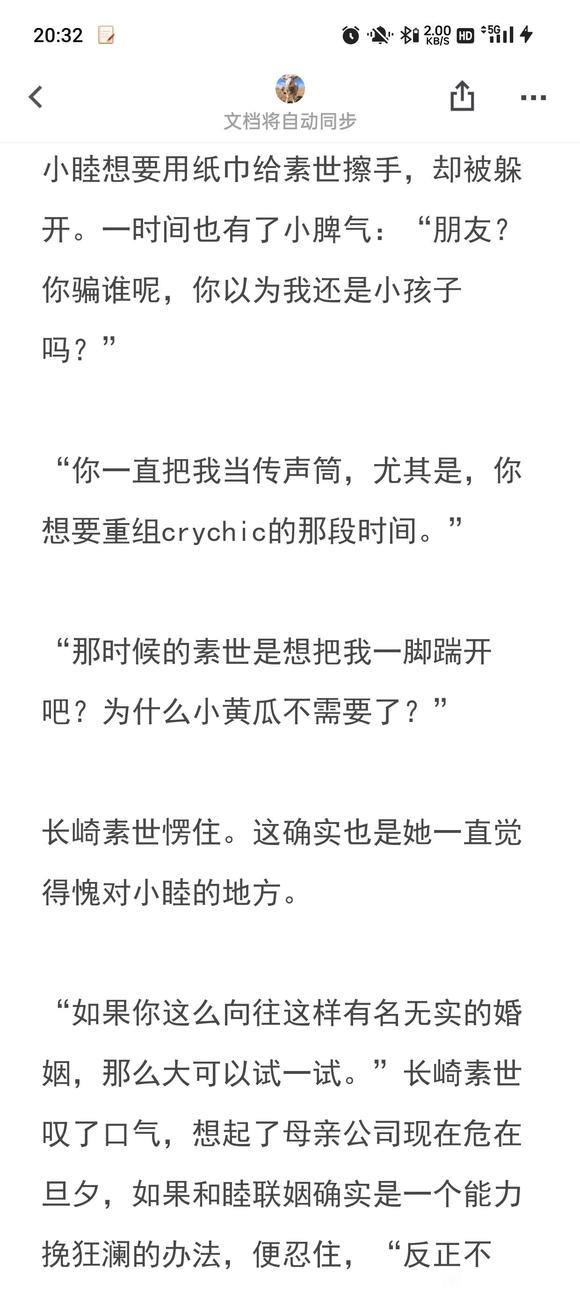 20:32
2.00
KB/S
HD
5G
文档将自动同步
小睦想要用纸巾给素世擦手，却被躲
开。一时间也有了小脾气：“朋友？
你骗谁呢，你以为我还是小孩子
吗？”
“你一直把我当传声筒，尤其是，你
想要重组crychic的那段时间。”
“那时候的素世是想把我一脚踹开
吧？为什么小黄瓜不需要了？”
长崎素世愣住。这确实也是她一直觉
得愧对小睦的地方。
“如果你这么向往这样有名无实的婚
姻，那么大可以试一试。”长崎素世
叹了口气，想起了母亲公司现在危在
旦夕，如果和睦联姻确实是一个能力
挽狂澜的办法，便忍住，“反正不